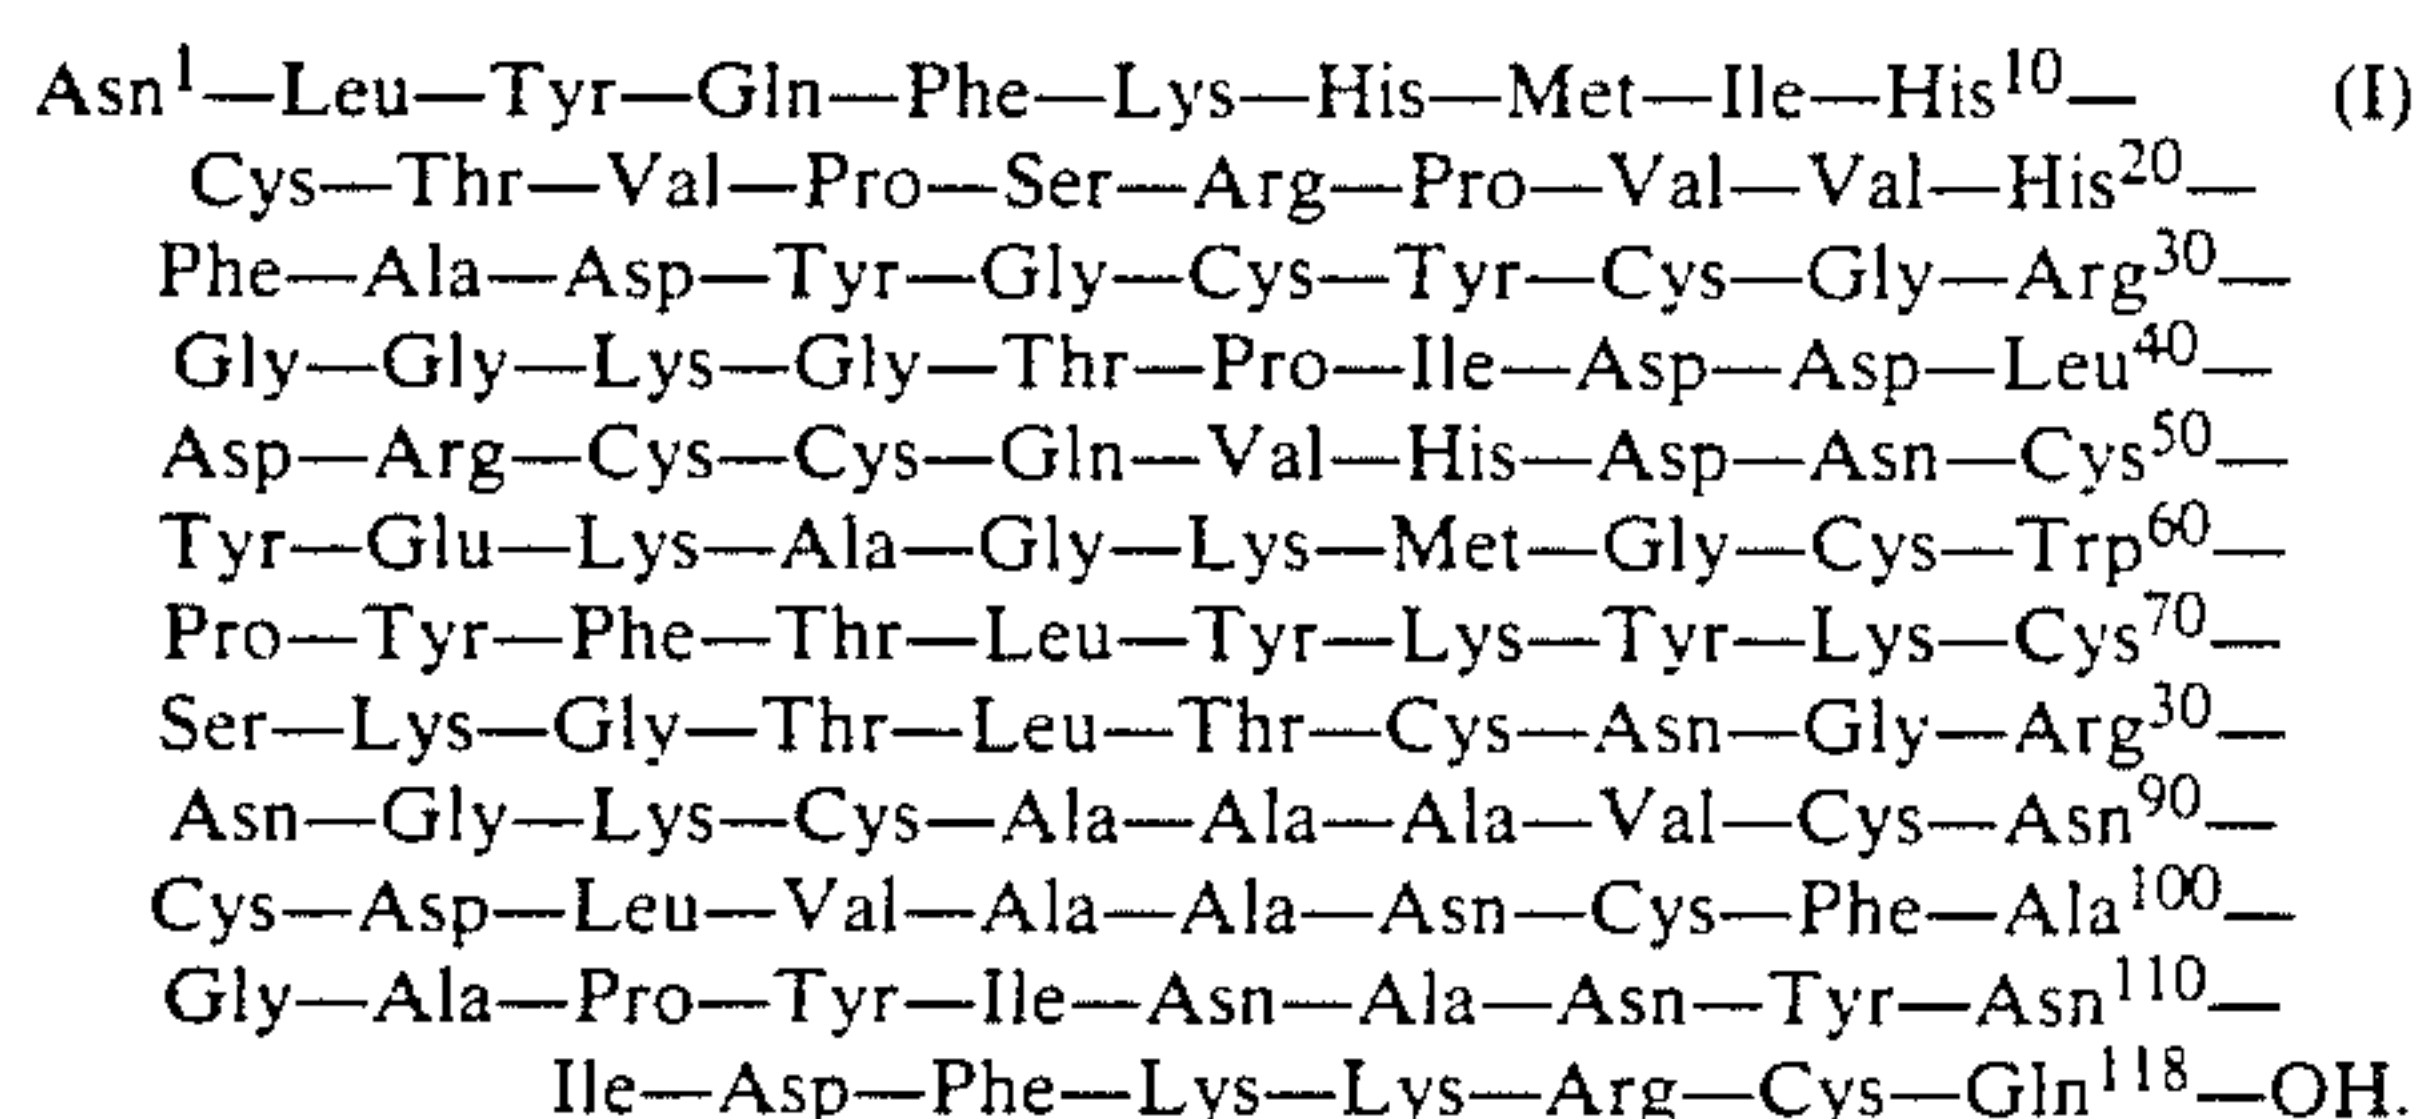 Asn¹—Leu—Tyr—Gln—Phe—Lys—His—Met—Ile—His¹⁰— (I)
Cys—Thr—Val—Pro—Ser—Arg—Pro—Val—Val—His²⁰—
Phe—Ala—Asp—Tyr—Gly—Cys—Tyr—Cys—Gly—Arg³⁰—
Gly—Gly—Lys—Gly—Thr—Pro—Ile—Asp—Asp—Leu⁴⁰—
Asp—Arg—Cys—Cys—Gln—Val—His—Asp—Asn—Cys⁵⁰—
Tyr—Glu—Lys—Ala—Gly—Lys—Met—Gly—Cys—Trp⁶⁰—
Pro—Tyr—Phe—Thr—Leu—Tyr—Lys—Tyr—Lys—Cys⁷⁰—
Ser—Lys—Gly—Thr—Leu—Thr—Cys—Asn—Gly—Arg³⁰—
Asn—Gly—Lys—Cys—Ala—Ala—Ala—Val—Cys—Asn⁹⁰—
Cys—Asp—Leu—Val—Ala—Ala—Asn—Cys—Phe—Ala¹⁰⁰—
Gly—Ala—Pro—Tyr—Ile—Asn—Ala—Asn—Tyr—Asn¹¹⁰—
Ile—Asp—Phe—Lys—Lys—Arg—Cys—Gln¹¹⁸—OH.